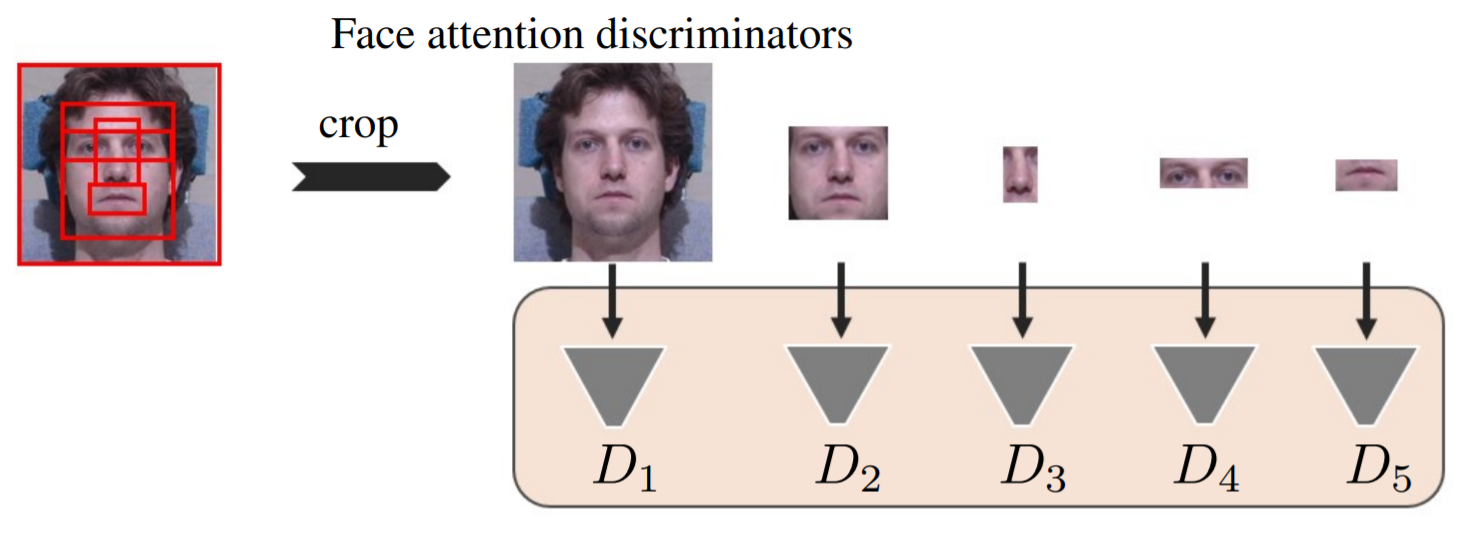 Face attention discriminators
crop
D₁ D₂ D₃ D₄ D₅